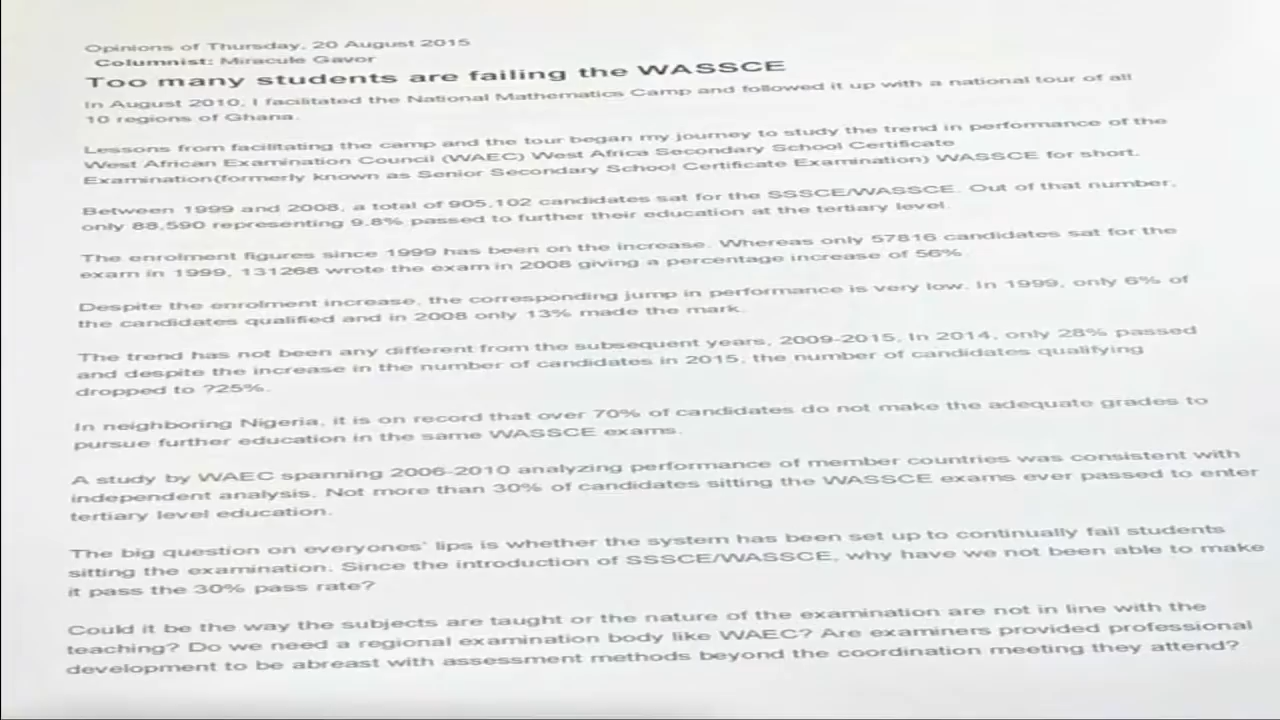 Opinions of Thursday, 20 August 2015
Columnist: Miracule Gavor
Too many students are failing the WASSCE
In August 2010, I facilitated the National Mathematics Camp and followed it up with a national tour of all
10 regions of Ghana.
Lessons from facilitating the camp and the tour began my journey to study the trend in performance of the
West African Examination Council (WAEC) West Africa Secondary School Certificate
Examination(formerly known as Senior Secondary School Certificate Examination) WASSCE for short.
Between 1999 and 2008, a total of 905,102 candidates sat for the SSSCE/WASSCE. Out of that number,
only 88,590 representing 9.8% passed to further their education at the tertiary level.
The enrolment figures since 1999 has been on the increase. Whereas only 57816 candidates sat for the
exam in 1999, 131268 wrote the exam in 2008 giving a percentage increase of 56%.
Despite the enrolment increase, the corresponding jump in performance is very low. In 1999, only 6% of
the candidates qualified and in 2008 only 13% made the mark.
The trend has not been any different from the subsequent years, 2009-2015. In 2014, only 28% passed
and despite the increase in the number of candidates in 2015, the number of candidates qualifying
dropped to ?25%.
In neighboring Nigeria, it is on record that over 70% of candidates do not make the adequate grades to
pursue further education in the same WASSCE exams.
A study by WAEC spanning 2006-2010 analyzing performance of member countries was consistent with
independent analysis. Not more than 30% of candidates sitting the WASSCE exams ever passed to enter
tertiary level education.
The big question on everyones' lips is whether the system has been set up to continually fail students
sitting the examination. Since the introduction of SSSCE/WASSCE, why have we not been able to make
it pass the 30% pass rate?
Could it be the way the subjects are taught or the nature of the examination are not in line with the
teaching? Do we need a regional examination body like WAEC? Are examiners provided professional
development to be abreast with assessment methods beyond the coordination meeting they attend?